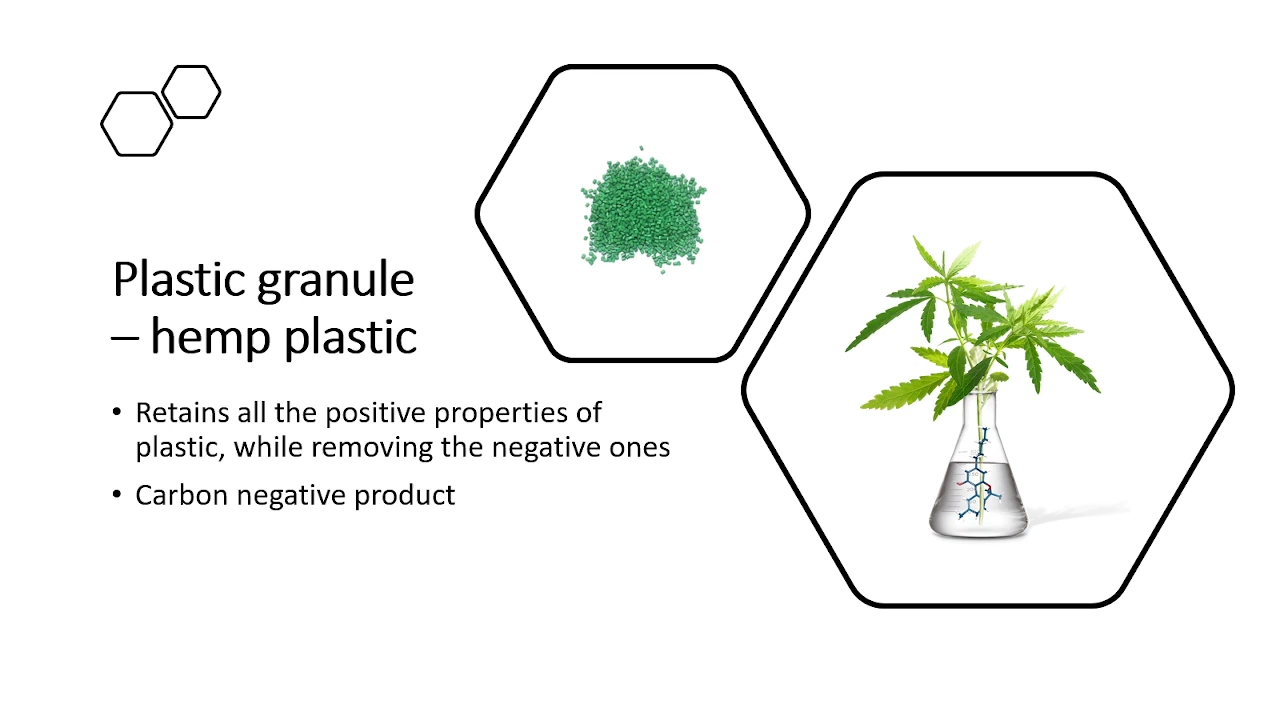 Plastic granule
– hemp plastic
• Retains all the positive properties of
plastic, while removing the negative ones
• Carbon negative product